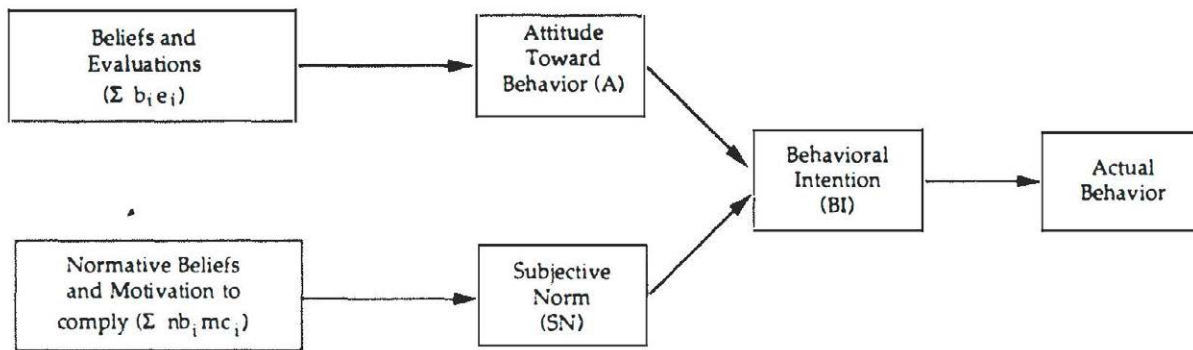 Beliefs and
Evaluations
(Σ b_i e_i)
Attitude
Toward
Behavior (A)
Behavioral
Intention
(BI)
Actual
Behavior
Normative Beliefs
and Motivation to
comply (Σ nb_i mc_i)
Subjective
Norm
(SN)